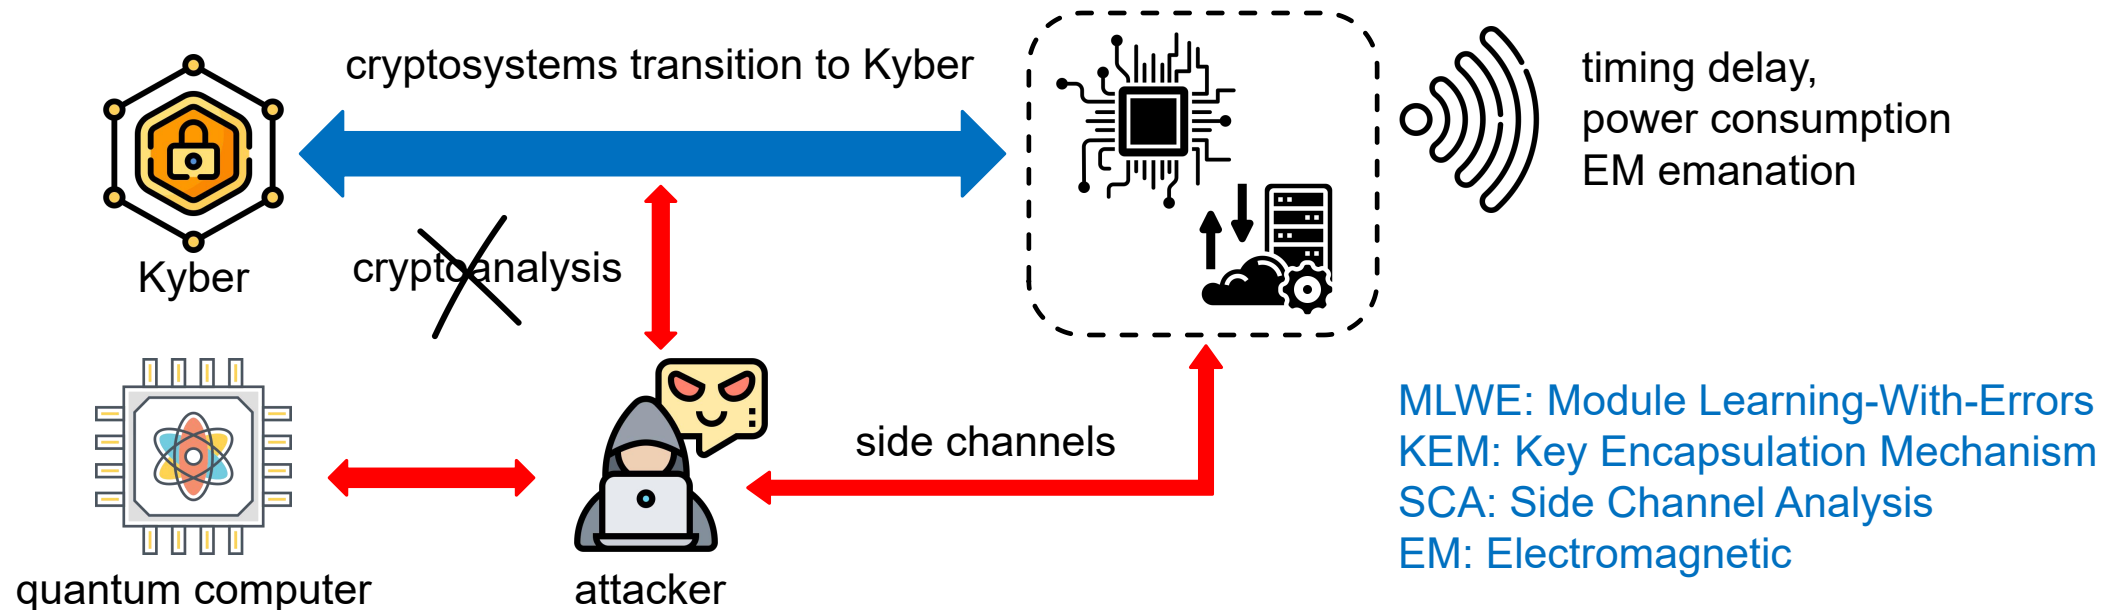 cryptosystems transition to Kyber
timing delay,
power consumption
EM emanation
Kyber
cryptoanalysis
side channels
quantum computer
attacker
MLWE: Module Learning-With-Errors
KEM: Key Encapsulation Mechanism
SCA: Side Channel Analysis
EM: Electromagnetic